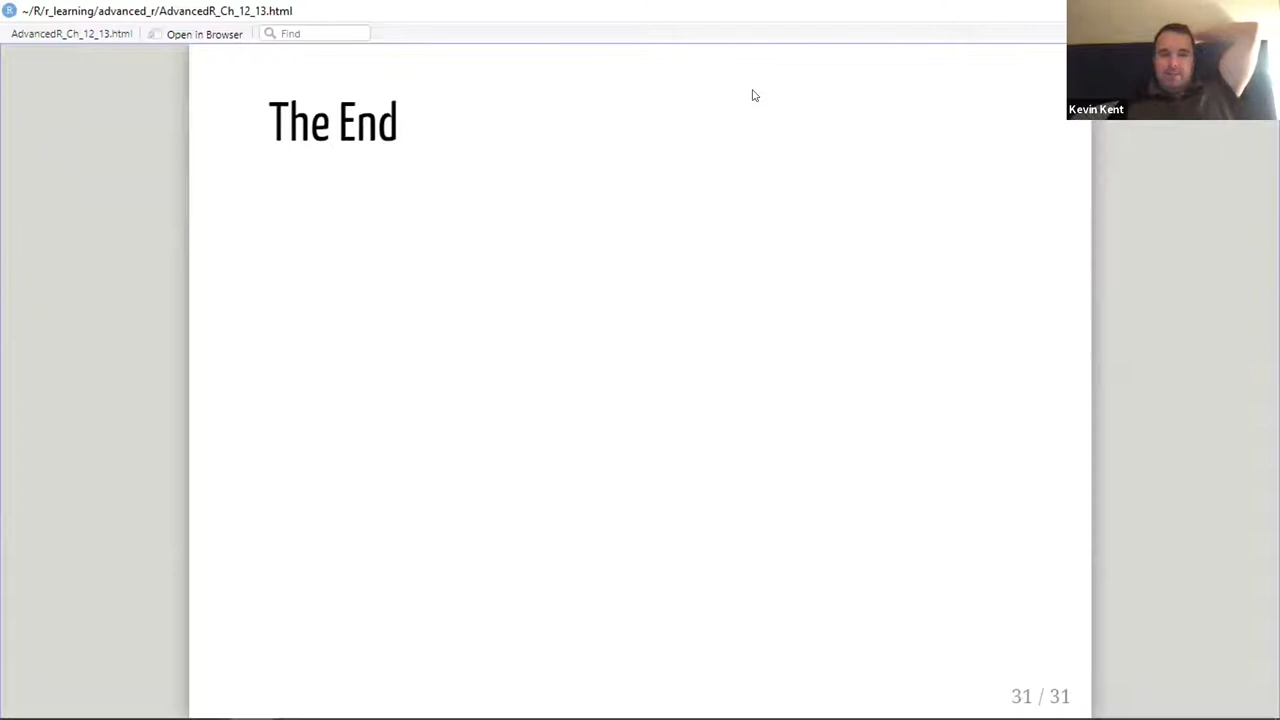 ~/R/r_learning/advanced_r/AdvancedR_Ch_12_13.html
AdvancedR_Ch_12_13.html Open in Browser Find
Kevin Kent
The End
31 / 31